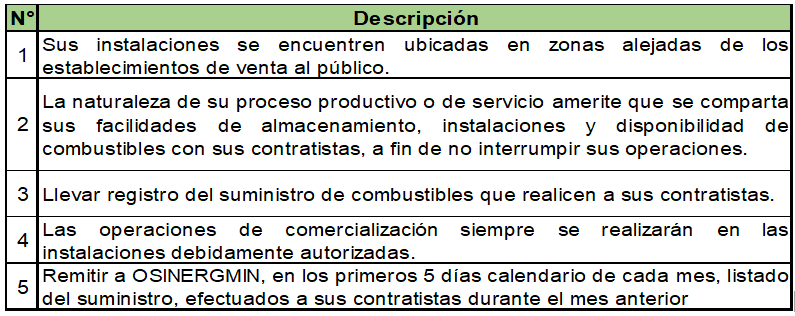 N° Descripción
1 Sus instalaciones se encuentren ubicadas en zonas alejadas de los
establecimientos de venta al público.
2 La naturaleza de su proceso productivo o de servicio amerite que se comparta
sus facilidades de almacenamiento, instalaciones y disponibilidad de
combustibles con sus contratistas, a fin de no interrumpir sus operaciones.
3 Llevar registro del suministro de combustibles que realicen a sus contratistas.
4 Las operaciones de comercialización siempre se realizarán en las
instalaciones debidamente autorizadas.
5 Remitir a OSINERGMIN, en los primeros 5 días calendario de cada mes, listado
del suministro, efectuados a sus contratistas durante el mes anterior